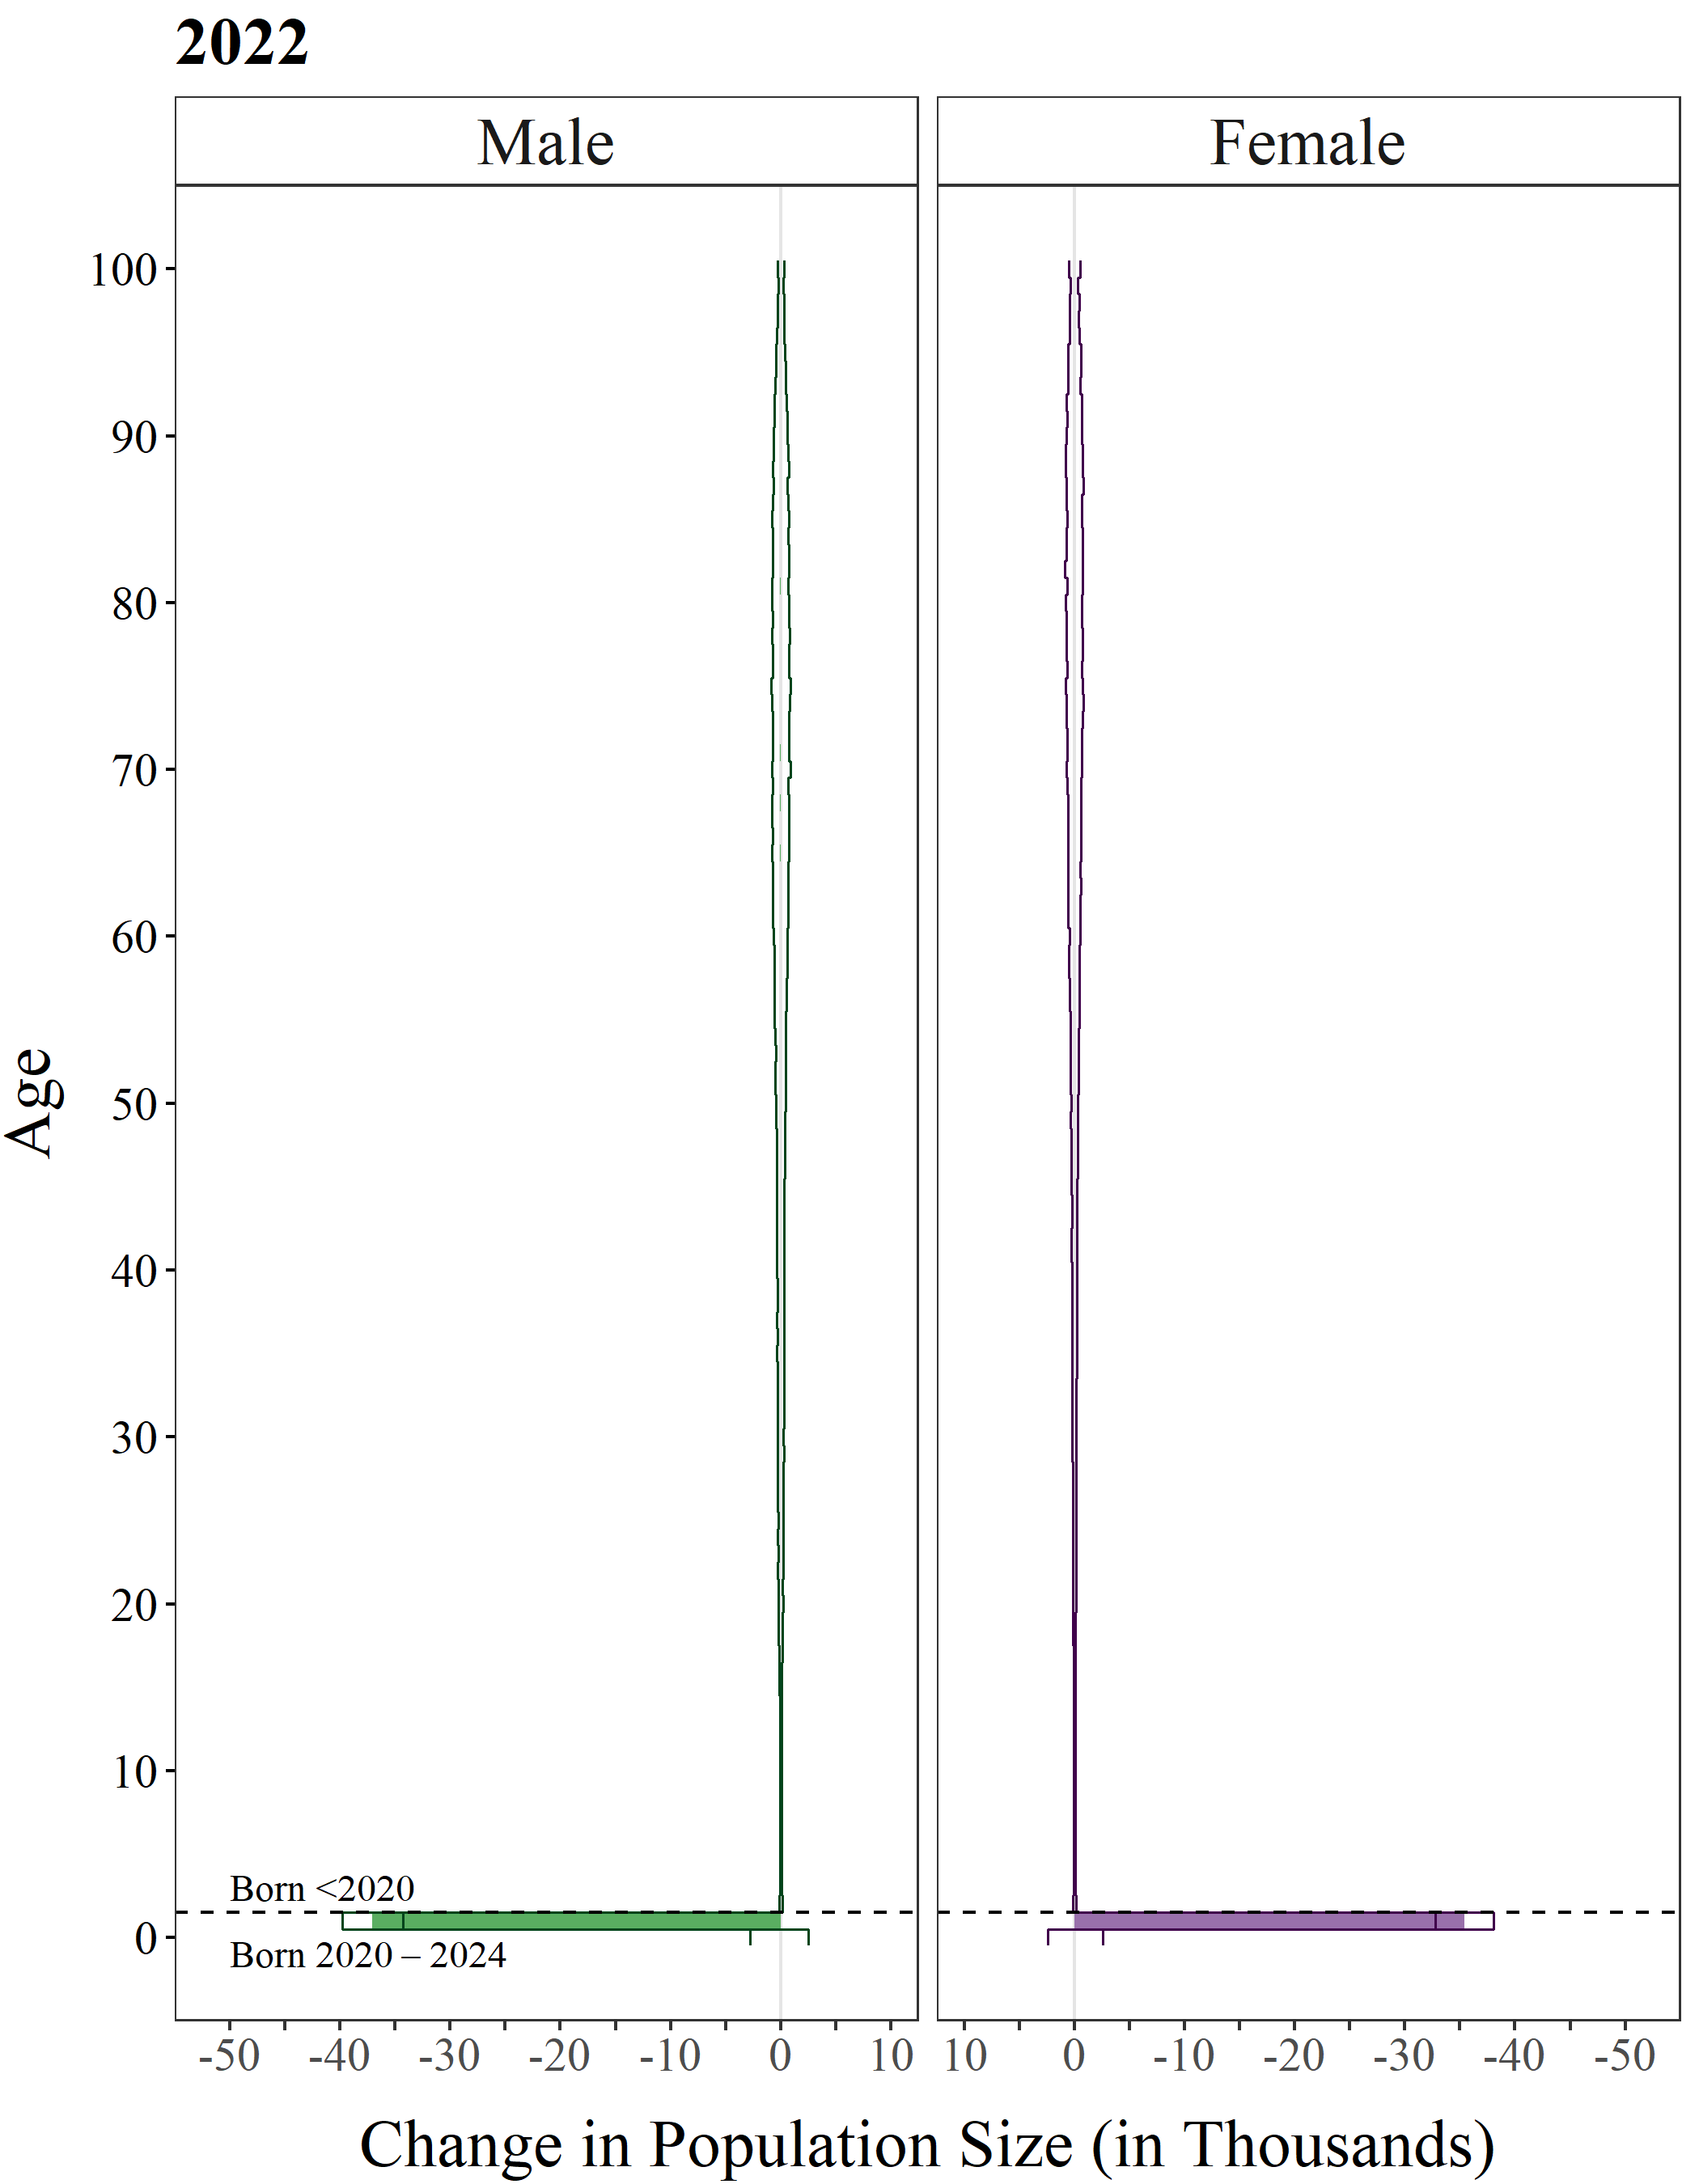 2022
Male
Female
100
90
80
70
60
50
40
30
20
10
0
Age
Born <2020
Born 2020 – 2024
-50 -40 -30 -20 -10 0 10
10 0 -10 -20 -30 -40 -50
Change in Population Size (in Thousands)